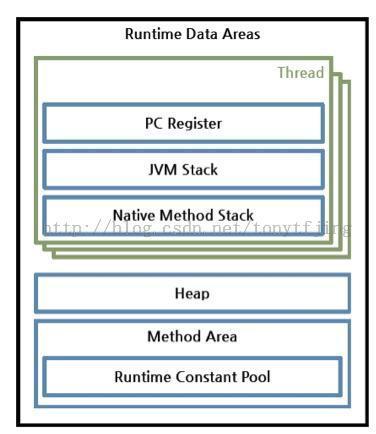 Runtime Data Areas
Thread
PC Register
JVM Stack
Native Method Stack
http://blog.csdn.net/tonytfjing
Heap
Method Area
Runtime Constant Pool